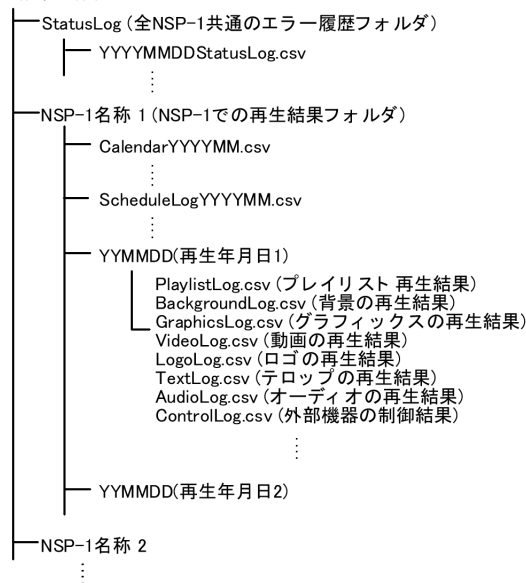 StatusLog (全NSP-1共通のエラー履歴フォルダ)
YYYYMMDDStatusLog.csv
NSP-1名称 1 (NSP-1での再生結果フォルダ)
CalendarYYYYMM.csv
ScheduleLogYYYYMM.csv
YYMMDD(再生年月日1)
PlaylistLog.csv (プレイリスト 再生結果)
BackgroundLog.csv (背景の再生結果)
GraphicsLog.csv (グラフィックスの再生結果)
VideoLog.csv (動画の再生結果)
LogoLog.csv (ロゴの再生結果)
TextLog.csv (テロップの再生結果)
AudioLog.csv (オーディオの再生結果)
ControlLog.csv (外部機器の制御結果)
YYMMDD(再生年月日2)
NSP-1名称 2